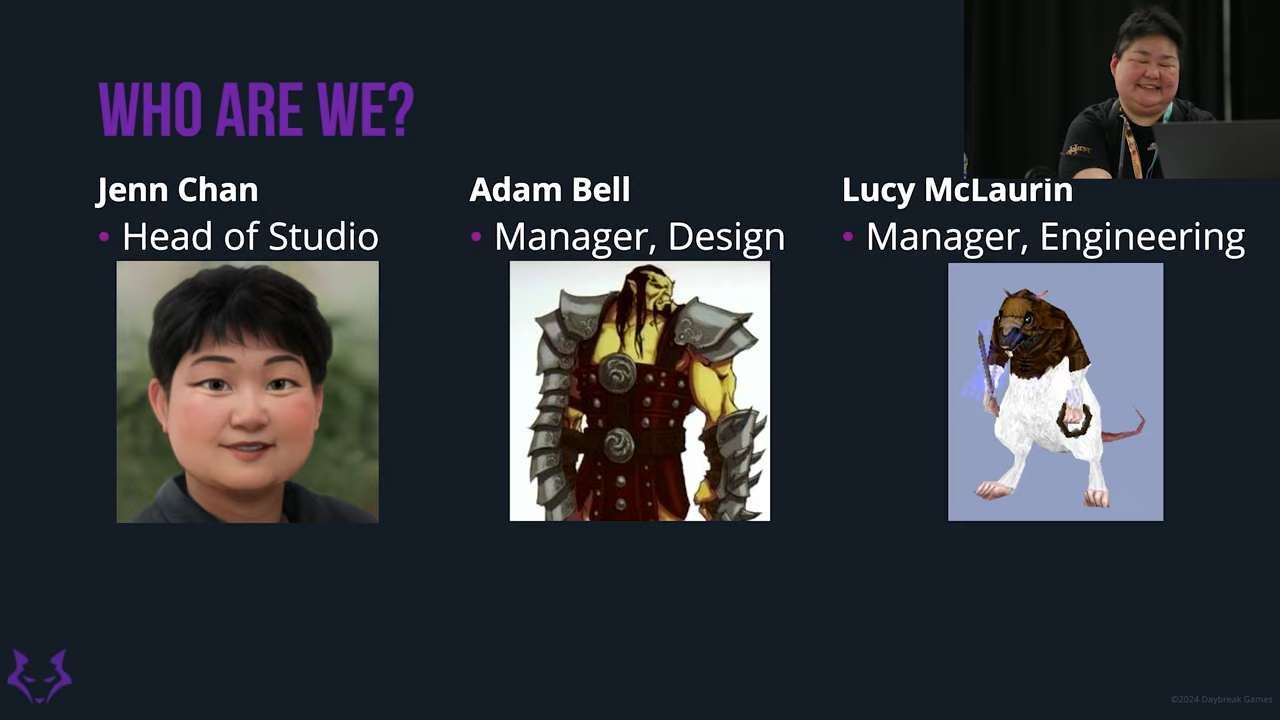 WHO ARE WE?
Jenn Chan
• Head of Studio
Adam Bell
• Manager, Design
Lucy McLaurin
• Manager, Engineering
©2024 Daybreak Games